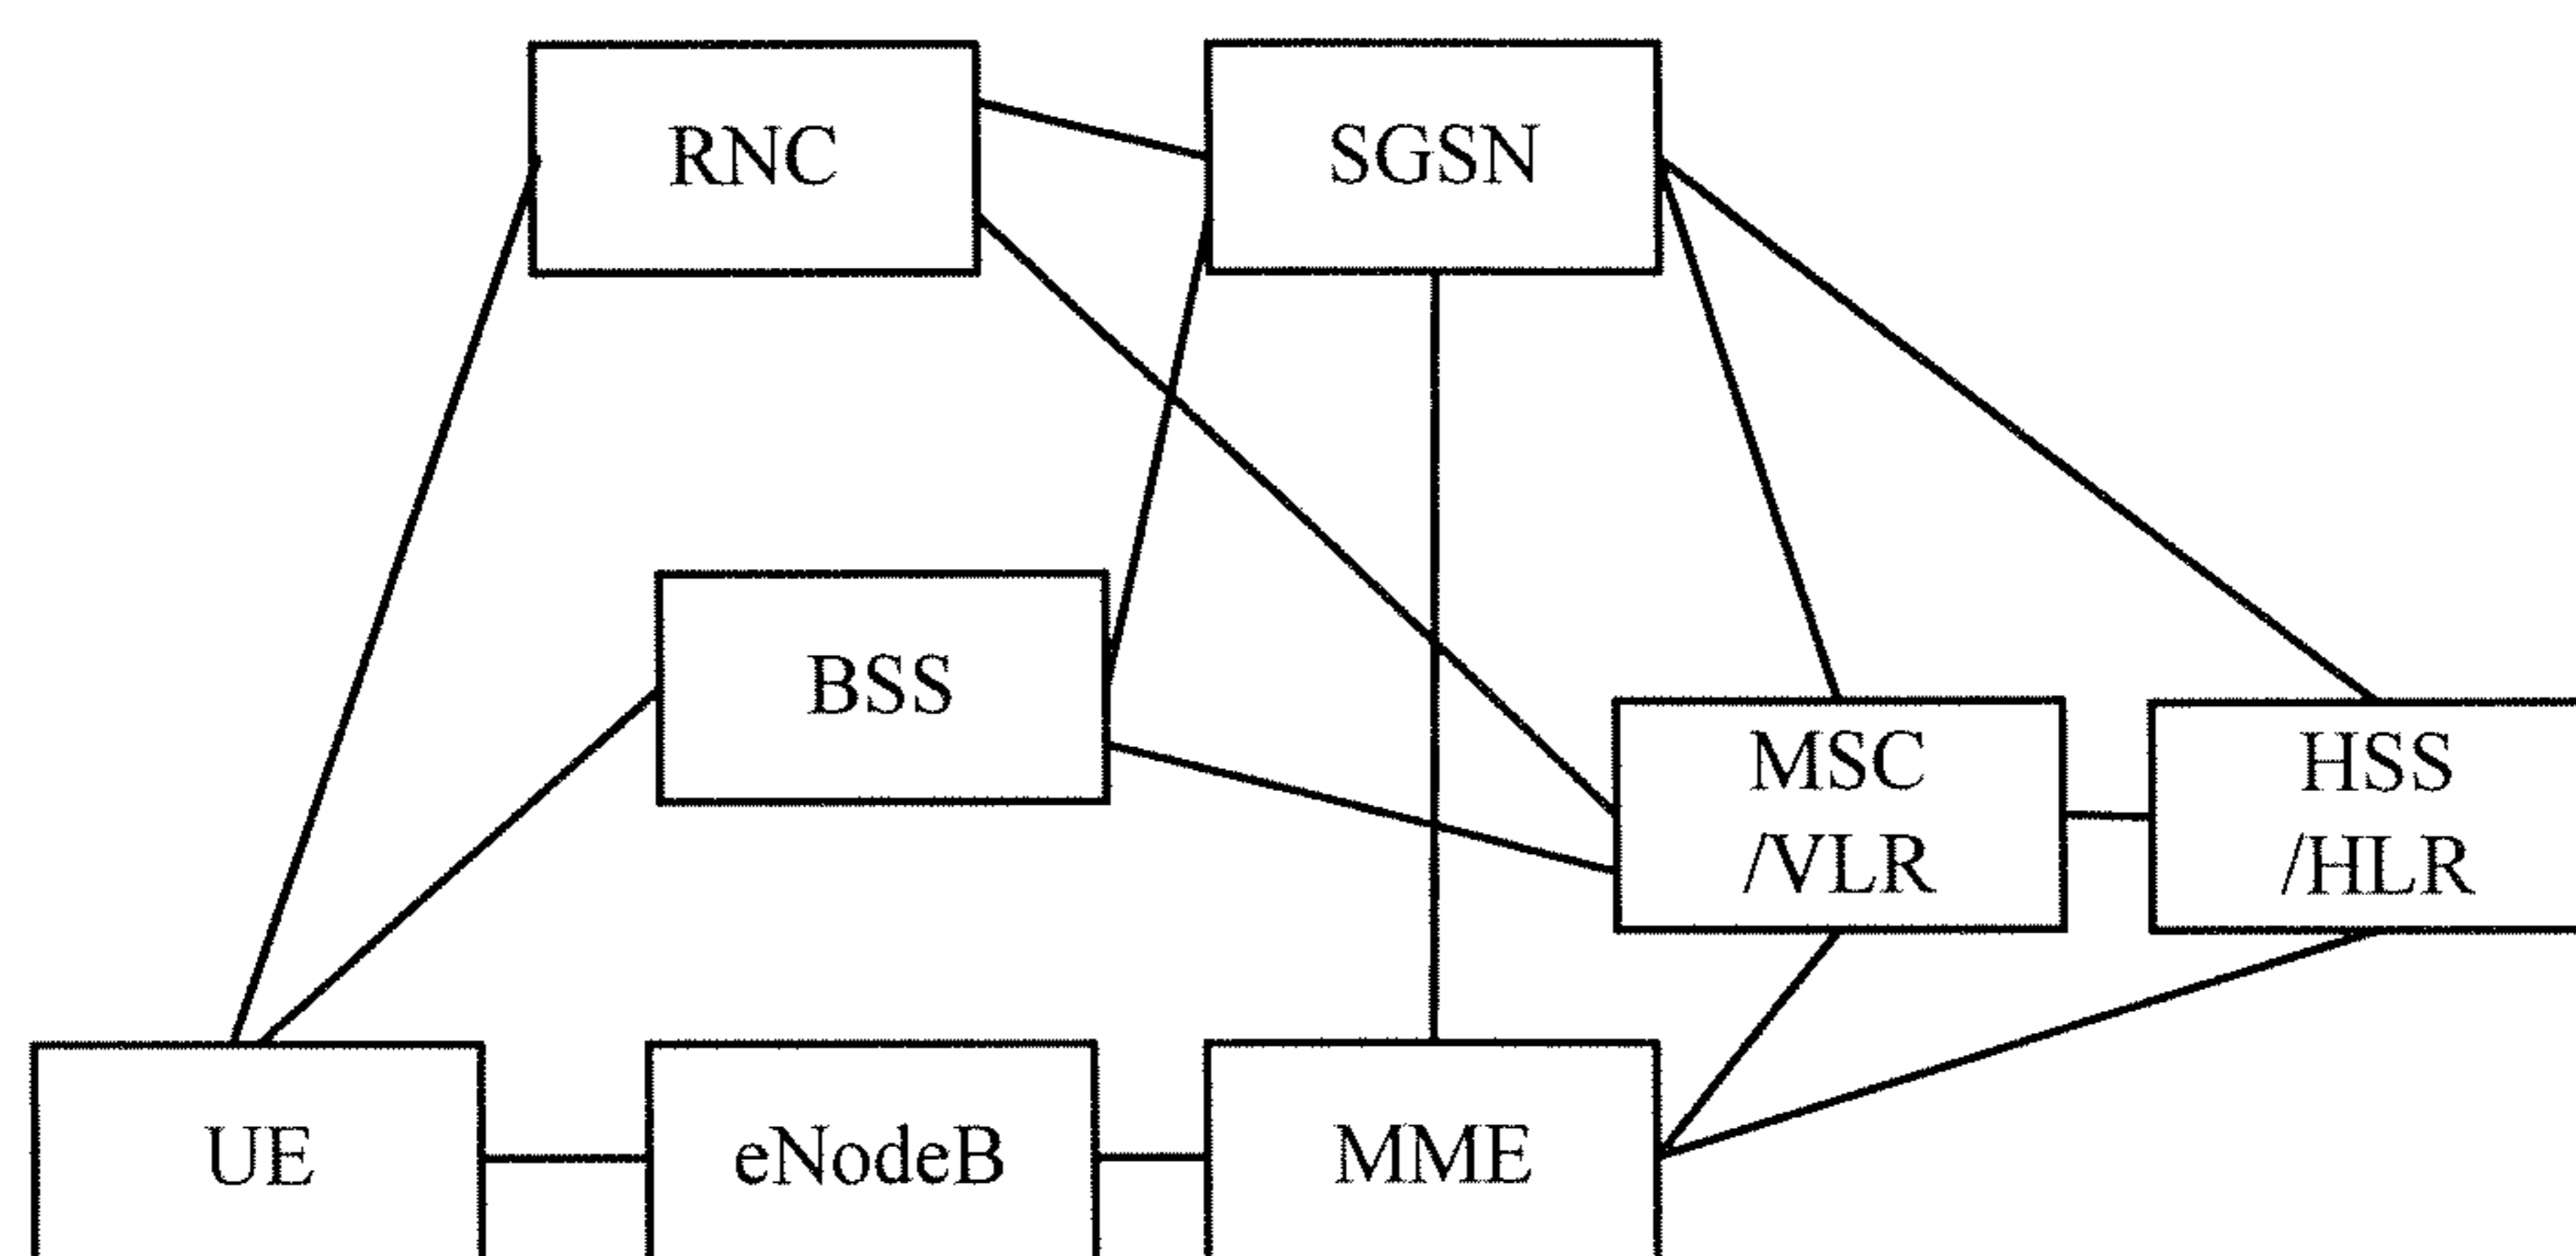 RNC
SGSN
BSS
MSC
/VLR
HSS
/HLR
UE
eNodeB
MME